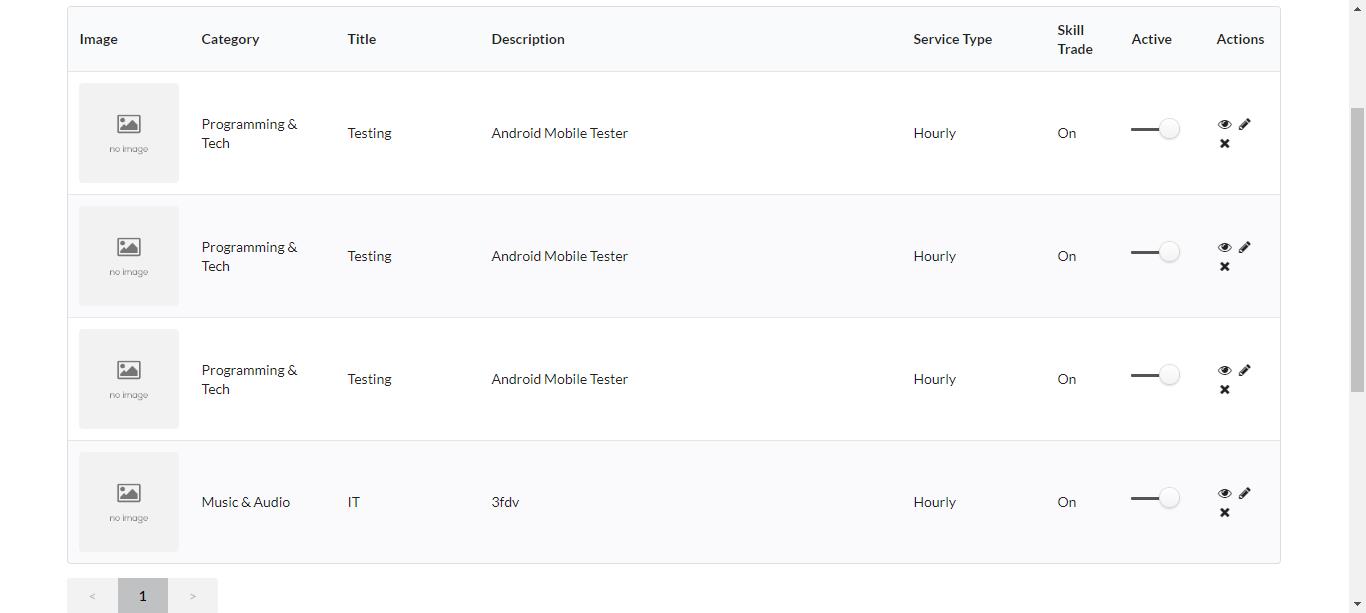 Image Category Title Description Service Type Skill Trade Active Actions
no image Programming & Tech Testing Android Mobile Tester Hourly On
no image Programming & Tech Testing Android Mobile Tester Hourly On
no image Programming & Tech Testing Android Mobile Tester Hourly On
no image Music & Audio IT 3fdv Hourly On
< 1 >